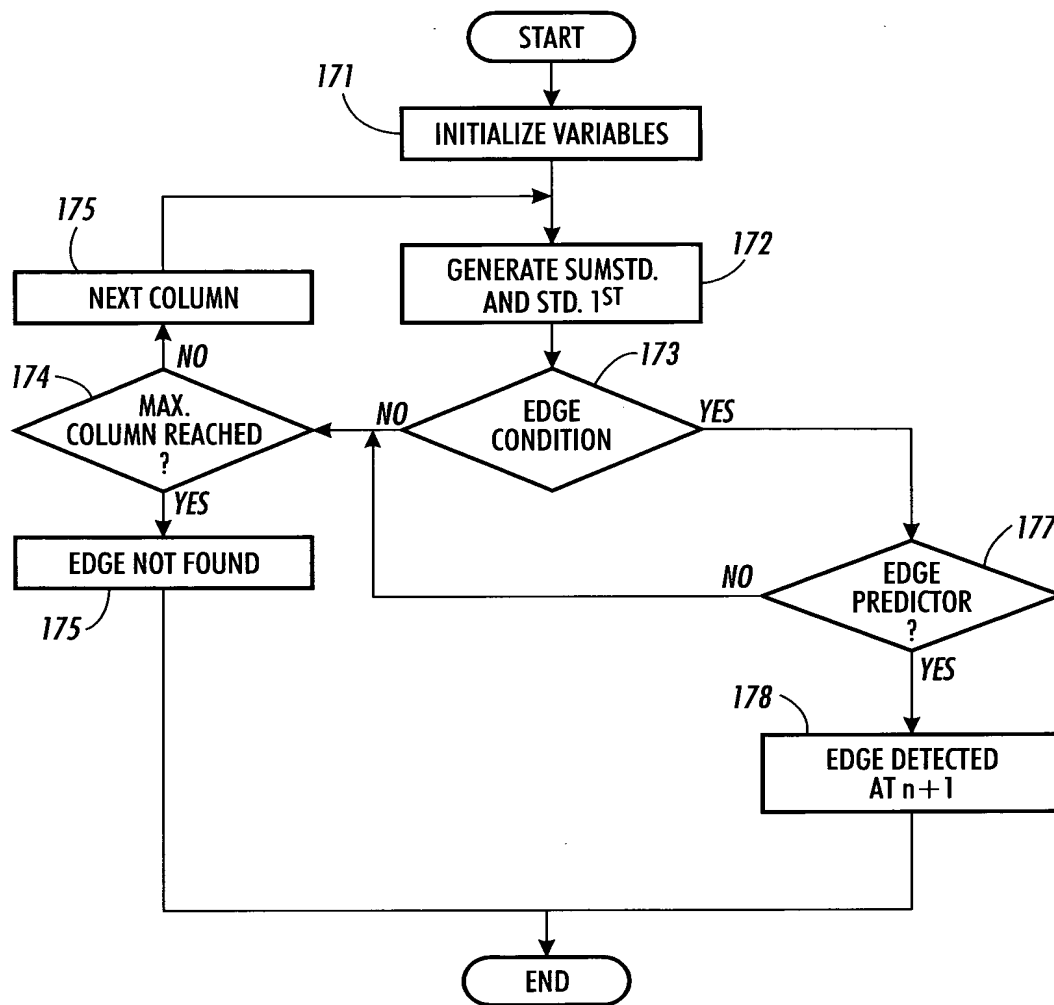 START
171
INITIALIZE VARIABLES
175
NEXT COLUMN
172
GENERATE SUMSTD.
AND STD. 1ST
NO
174
MAX.
COLUMN REACHED
?
173
NO
EDGE
CONDITION
YES
YES
EDGE NOT FOUND
175
177
NO
EDGE
PREDICTOR
?
YES
178
EDGE DETECTED
AT n+1
END